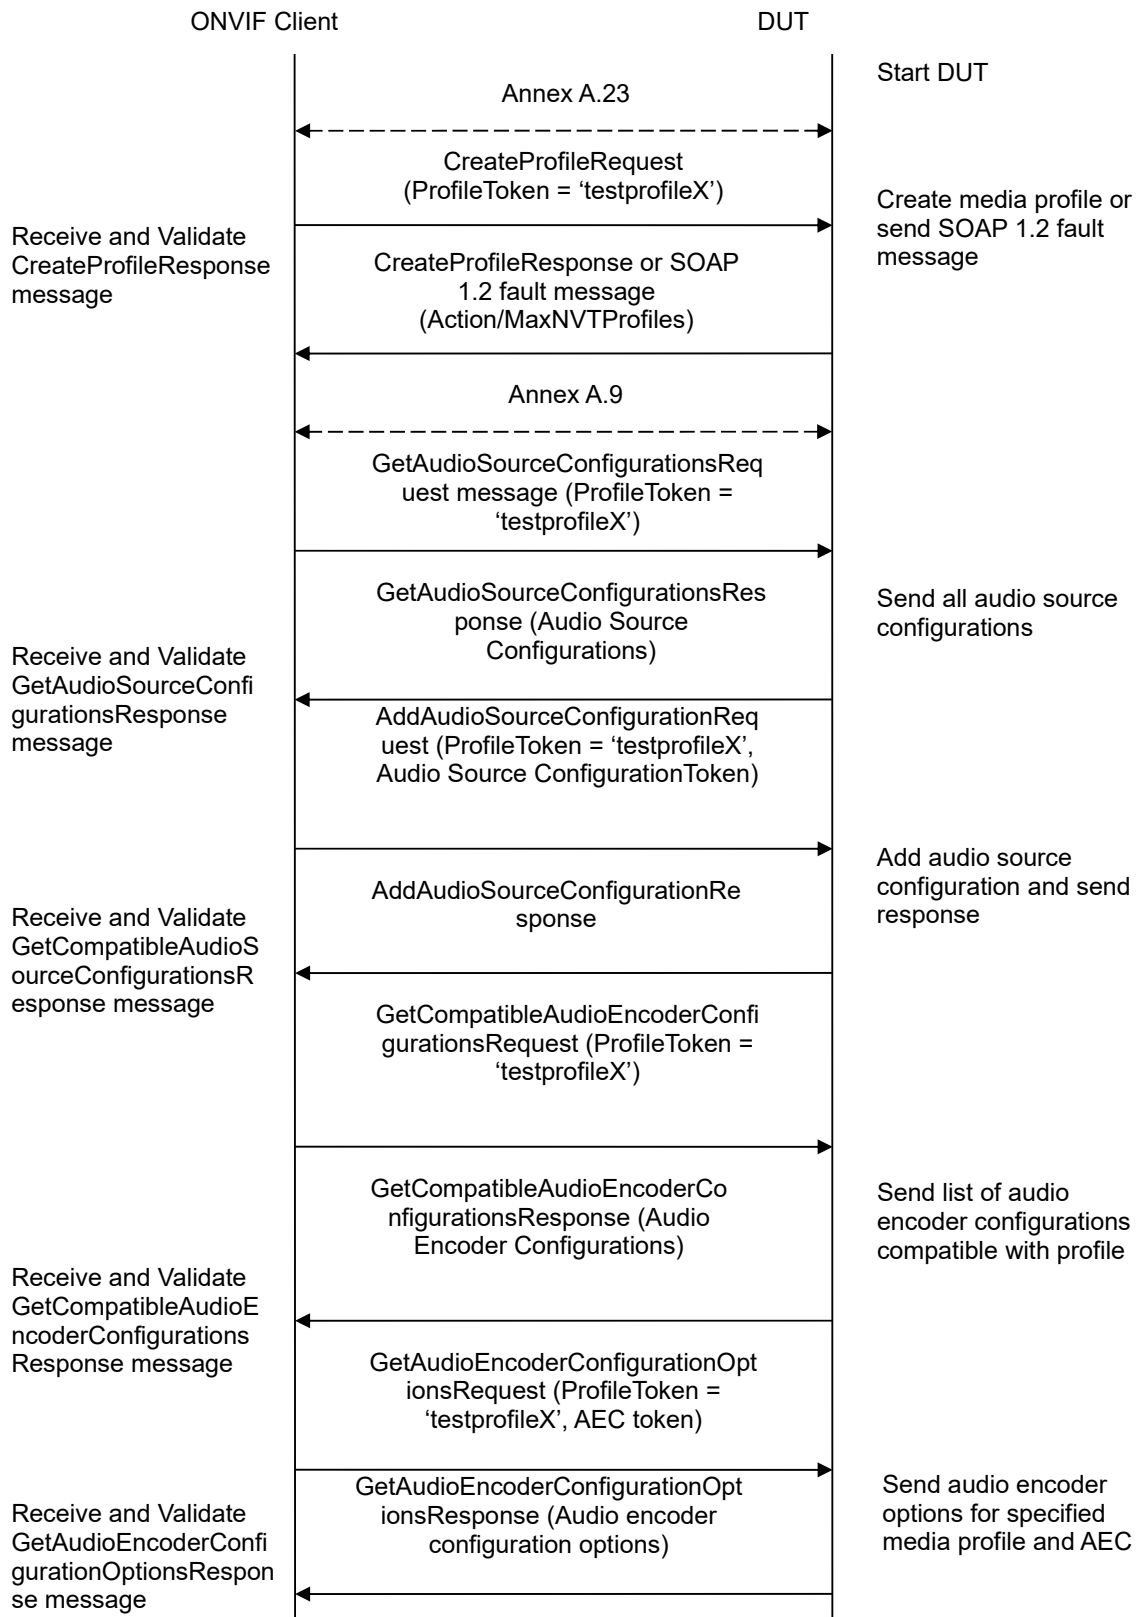 ONVIF Client
DUT
Start DUT
Annex A.23
CreateProfileRequest
(ProfileToken = ‘testprofileX’)
Create media profile or
send SOAP 1.2 fault
message
Receive and Validate
CreateProfileResponse
message
CreateProfileResponse or SOAP
1.2 fault message
(Action/MaxNVTProfiles)
Annex A.9
GetAudioSourceConfigurationsReq
uest message (ProfileToken =
‘testprofileX’)
GetAudioSourceConfigurationsRes
ponse (Audio Source
Configurations)
Send all audio source
configurations
Receive and Validate
GetAudioSourceConfi
gurationsResponse
message
AddAudioSourceConfigurationReq
uest (ProfileToken = ‘testprofileX’,
Audio Source ConfigurationToken)
Add audio source
configuration and send
response
AddAudioSourceConfigurationRe
sponse
Receive and Validate
GetCompatibleAudioS
ourceConfigurationsR
esponse message
GetCompatibleAudioEncoderConfi
gurationsRequest (ProfileToken =
‘testprofileX’)
GetCompatibleAudioEncoderCo
nfigurationsResponse (Audio
Encoder Configurations)
Send list of audio
encoder configurations
compatible with profile
Receive and Validate
GetCompatibleAudioE
ncoderConfigurations
Response message
GetAudioEncoderConfigurationOpt
ionsRequest (ProfileToken =
‘testprofileX’, AEC token)
GetAudioEncoderConfigurationOpt
ionsResponse (Audio encoder
configuration options)
Send audio encoder
options for specified
media profile and AEC
Receive and Validate
GetAudioEncoderConfi
gurationOptionsRespon
se message